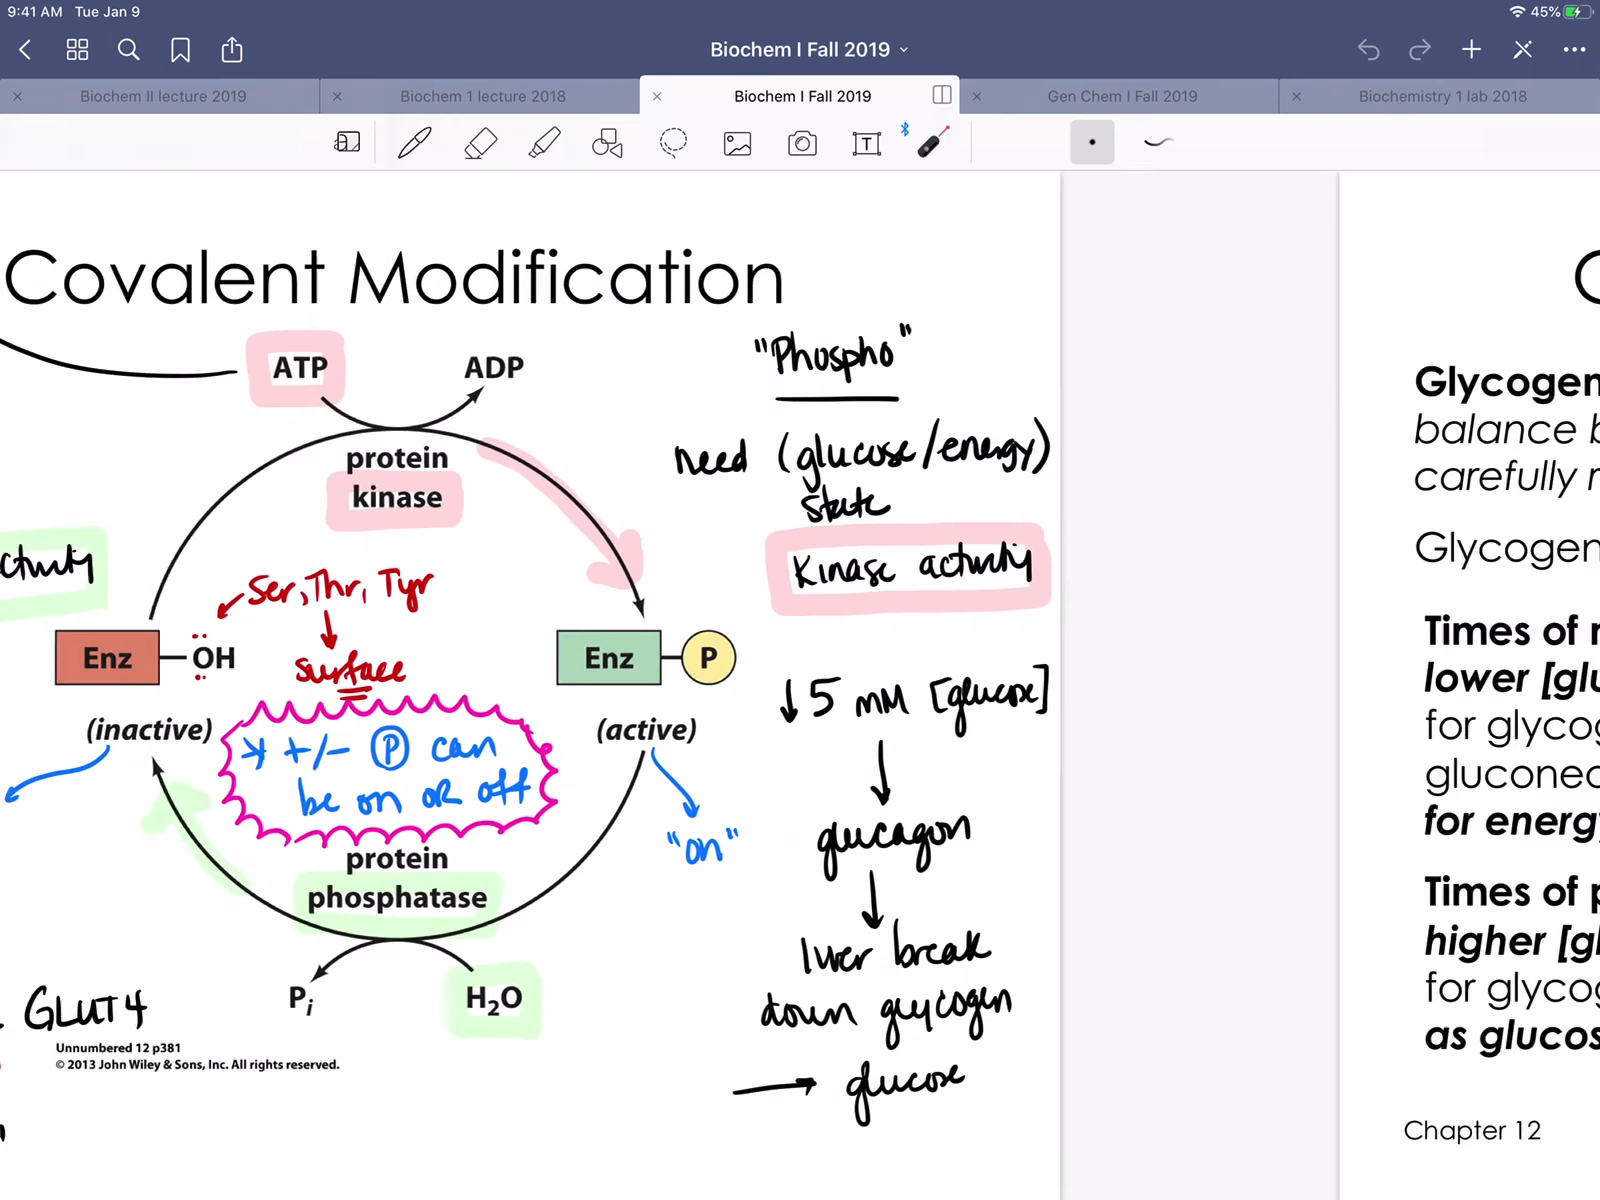 9:41 AM Tue Jan 9
45%
Biochem I Fall 2019
Biochem II lecture 2019
Biochem 1 lecture 2018
Biochem I Fall 2019
Gen Chem I Fall 2019
Biochemistry 1 lab 2018
Covalent Modification
ATP
ADP
protein
kinase
Ser, Thr, Tyr
surface
Enz
OH
(inactive)
Enz
P
(active)
* +/- P can
be on OR off
"on"
protein
phosphatase
Pi
H2O
GLUT4
Unnumbered 12 p381
© 2013 John Wiley & Sons, Inc. All rights reserved.
"Phospho"
need (glucose/energy)
state
Kinase activity
↓ 5 mM [glucose]
↓
glucagon
↓
liver break
down glycogen
→ glucose
Glycogen
balance
carefully
Glycogen
Times of
lower [glu
for glycog
gluconeo
for energy
Times of
higher [gl
for glycog
as glucos
Chapter 12